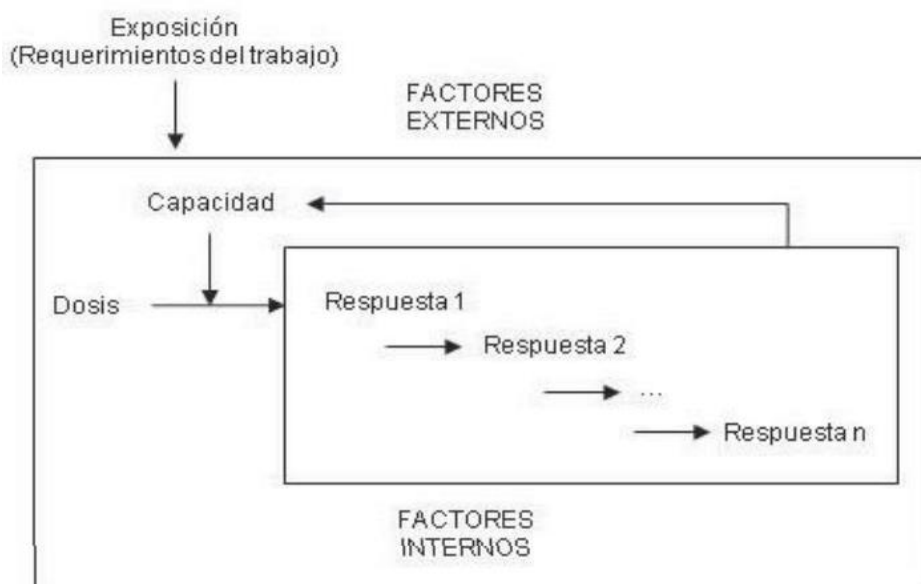 Exposición
(Requerimientos del trabajo)
FACTORES
EXTERNOS
Capacidad
Dosis
Respuesta 1
Respuesta 2
...
Respuesta n
FACTORES
INTERNOS